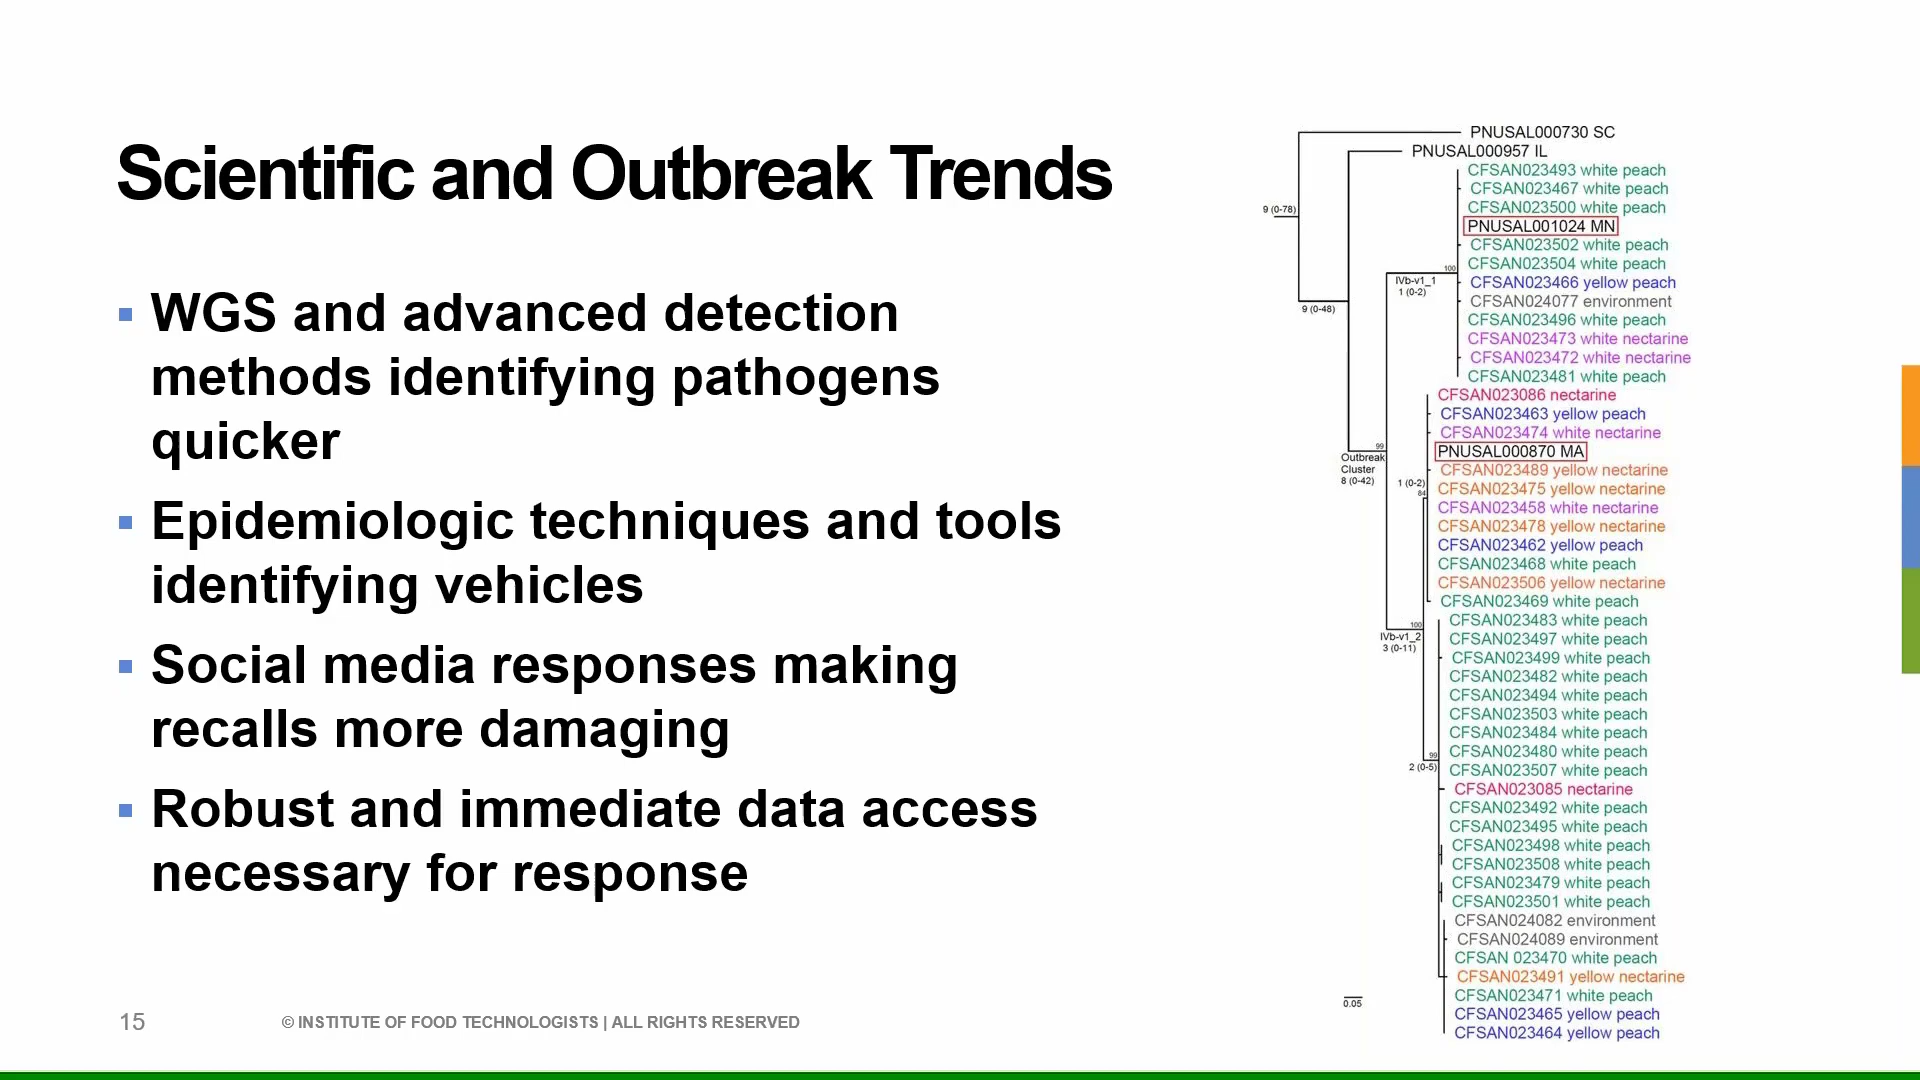 Scientific and Outbreak Trends
▪ WGS and advanced detection
methods identifying pathogens
quicker
▪ Epidemiologic techniques and tools
identifying vehicles
▪ Social media responses making
recalls more damaging
▪ Robust and immediate data access
necessary for response
15
© INSTITUTE OF FOOD TECHNOLOGISTS | ALL RIGHTS RESERVED
PNUSAL000730 SC
PNUSAL000957 IL
CFSAN023493 white peach
CFSAN023467 white peach
CFSAN023500 white peach
9 (0-78)
PNUSAL001024 MN
CFSAN023502 white peach
CFSAN023504 white peach
100
IVb-v1_1
1 (0-2)
CFSAN023466 yellow peach
CFSAN024077 environment
9 (0-48)
CFSAN023496 white peach
CFSAN023473 white nectarine
CFSAN023472 white nectarine
CFSAN023481 white peach
CFSAN023086 nectarine
CFSAN023463 yellow peach
CFSAN023474 white nectarine
99
PNUSAL000870 MA
Outbreak
Cluster
8 (0-42)
CFSAN023489 yellow nectarine
1 (0-2)
84
CFSAN023475 yellow nectarine
CFSAN023458 white nectarine
CFSAN023478 yellow nectarine
CFSAN023462 yellow peach
CFSAN023468 white peach
CFSAN023506 yellow nectarine
CFSAN023469 white peach
100
IVb-v1_2
3 (0-11)
CFSAN023483 white peach
CFSAN023497 white peach
CFSAN023499 white peach
CFSAN023482 white peach
CFSAN023494 white peach
CFSAN023503 white peach
CFSAN023484 white peach
CFSAN023480 white peach
99
2 (0-5)
CFSAN023507 white peach
CFSAN023085 nectarine
CFSAN023492 white peach
CFSAN023495 white peach
CFSAN023498 white peach
CFSAN023508 white peach
CFSAN023479 white peach
CFSAN023501 white peach
CFSAN024082 environment
CFSAN024089 environment
CFSAN 023470 white peach
CFSAN023491 yellow nectarine
CFSAN023471 white peach
CFSAN023465 yellow peach
CFSAN023464 yellow peach
0.05